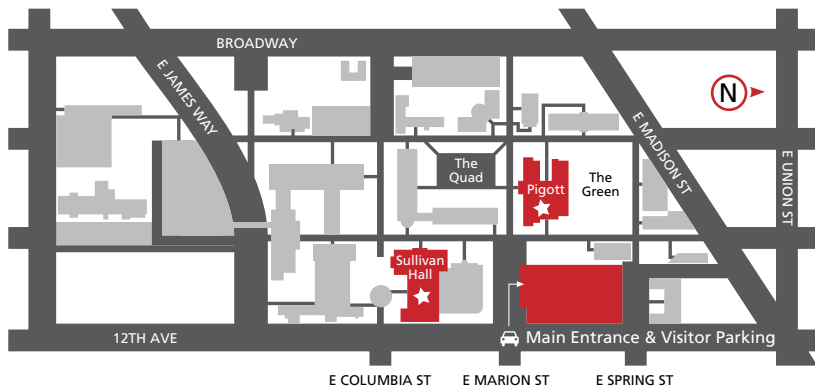 BROADWAY
E JAMES WAY
E MADISON ST
N
E UNION ST
The
Quad
Pigott
The
Green
Sullivan
Hall
12TH AVE
Main Entrance & Visitor Parking
E COLUMBIA ST
E MARION ST
E SPRING ST